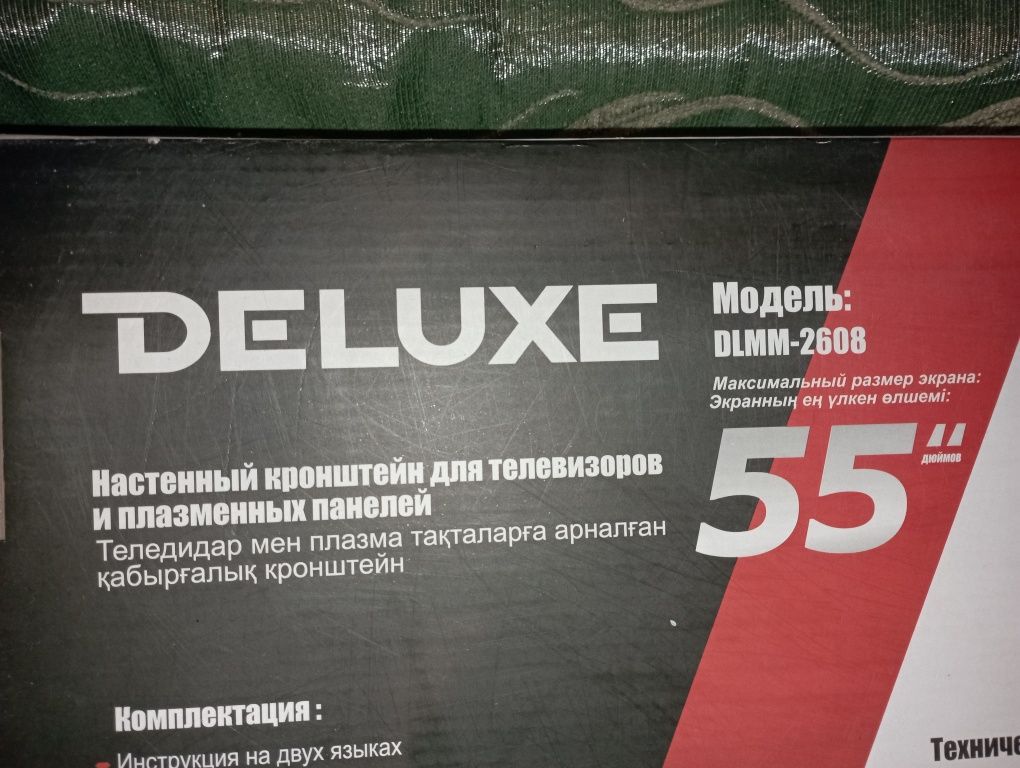 DELUXE
Модель:
DLMM-2608
Максимальный размер экрана:
Экранның ең үлкен өлшемі:
55"
дюймов
Настенный кронштейн для телевизоров
и плазменных панелей
Теледидар мен плазма тақталарға арналған
қабырғалық кронштейн
Комплектация :
- Инструкция на двух языках